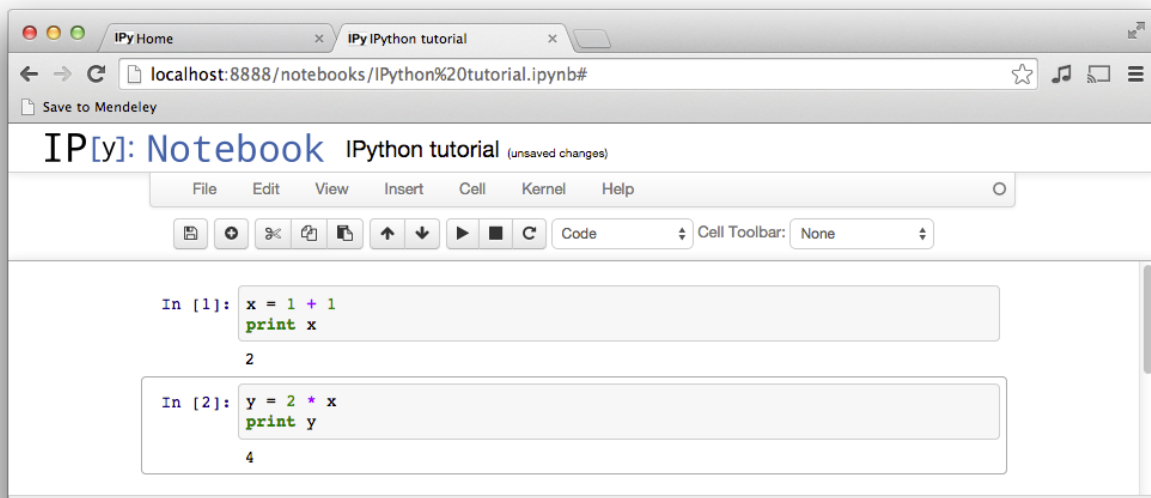 IPy Home
IPy IPython tutorial
localhost:8888/notebooks/IPython%20tutorial.ipynb#
Save to Mendeley
IP[y]: Notebook IPython tutorial (unsaved changes)
File Edit View Insert Cell Kernel Help
Code Cell Toolbar: None
In [1]: x = 1 + 1
print x
2
In [2]: y = 2 * x
print y
4